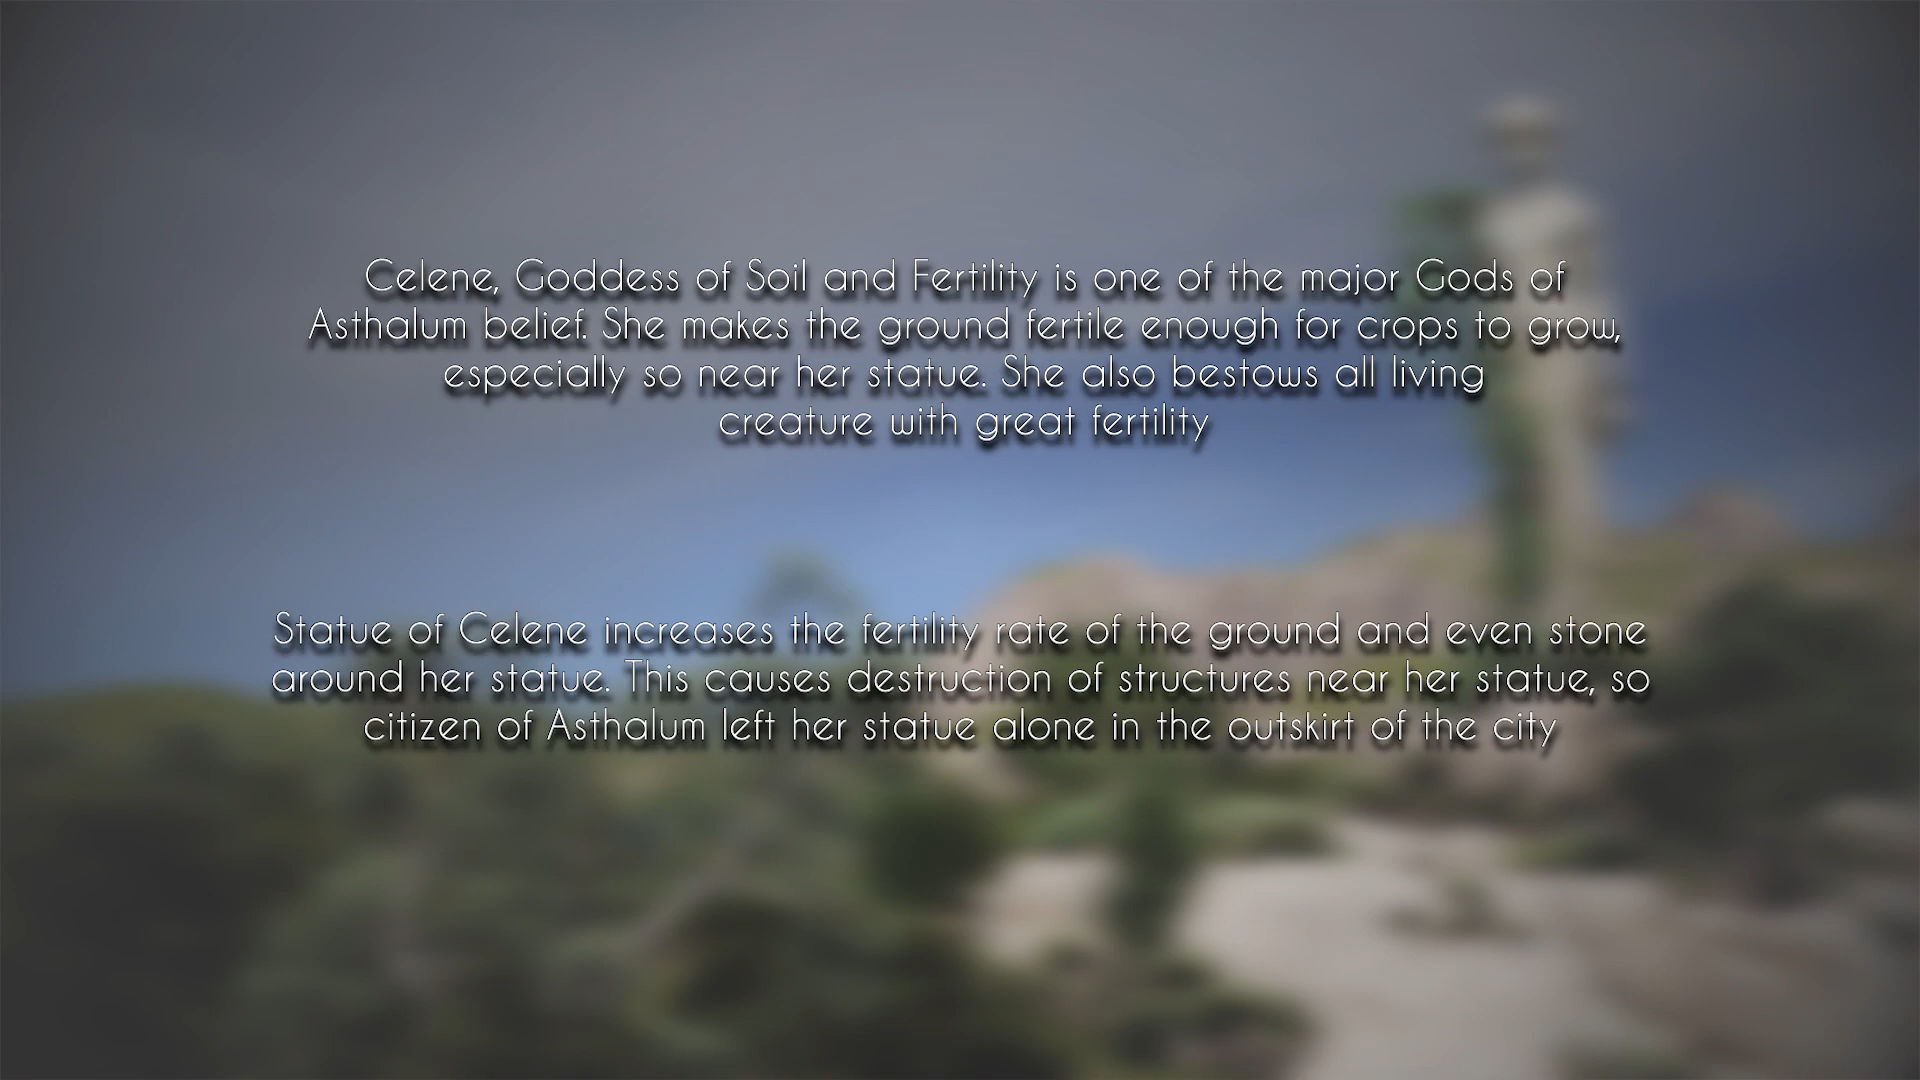 Celene, Goddess of Soil and Fertility is one of the major Gods of
Asthalum belief. She makes the ground fertile enough for crops to grow,
especially so near her statue. She also bestows all living
creature with great fertility
Statue of Celene increases the fertility rate of the ground and even stone
around her statue. This causes destruction of structures near her statue, so
citizen of Asthalum left her statue alone in the outskirt of the city